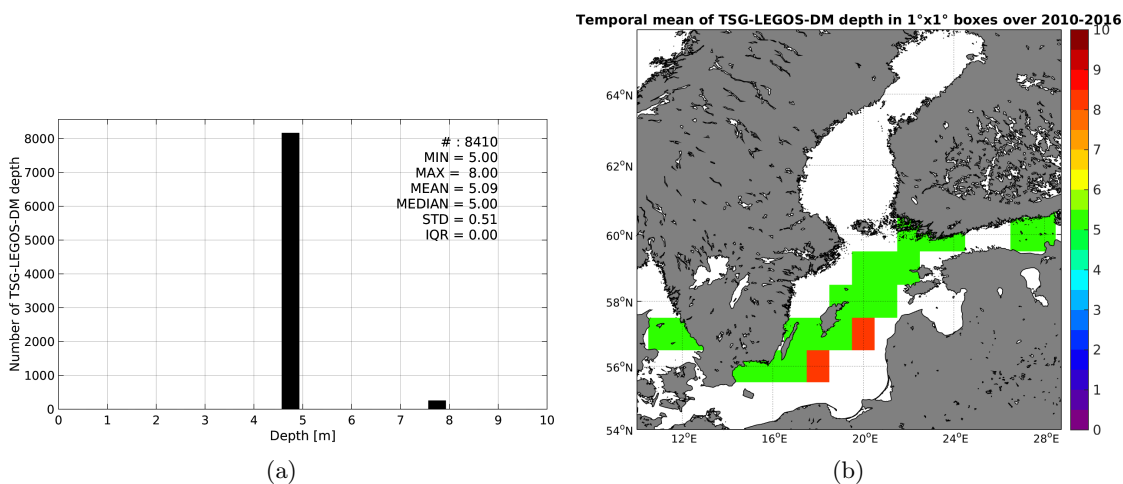 Temporal mean of TSG-LEGOS-DM depth in 1°x1° boxes over 2010-2016
Number of TSG-LEGOS-DM depth
8000
7000
6000
5000
4000
3000
2000
1000
0
# : 8410
MIN = 5.00
MAX = 8.00
MEAN = 5.09
MEDIAN = 5.00
STD = 0.51
IQR = 0.00
0 1 2 3 4 5 6 7 8 9 10
Depth [m]
(a)
64°N
62°N
60°N
58°N
56°N
54°N
12°E 16°E 20°E 24°E 28°E
10
9
8
7
6
5
4
3
2
1
0
(b)